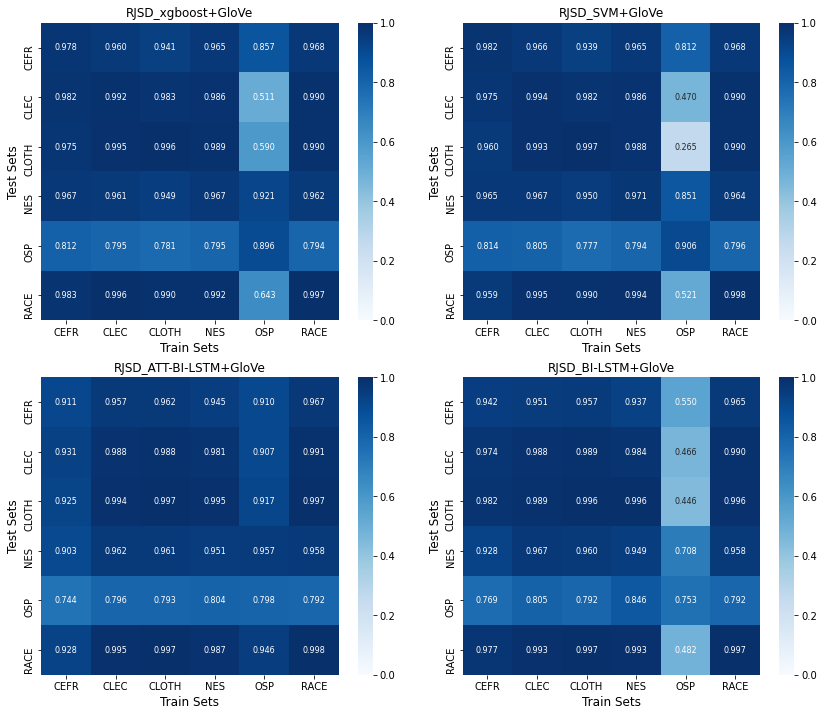 RJSD_xgboost+GloVe
Test Sets
CEFR 0.978 0.960 0.941 0.965 0.857 0.968
CLEC 0.982 0.992 0.983 0.986 0.511 0.990
CLOTH 0.975 0.995 0.996 0.989 0.590 0.990
NES 0.967 0.961 0.949 0.967 0.921 0.962
OSP 0.812 0.795 0.781 0.795 0.896 0.794
RACE 0.983 0.996 0.990 0.992 0.643 0.997
CEFR CLEC CLOTH NES OSP RACE
Train Sets
1.0
0.8
0.6
0.4
0.2
0.0
RJSD_SVM+GloVe
Test Sets
CEFR 0.982 0.966 0.939 0.965 0.812 0.968
CLEC 0.975 0.994 0.982 0.986 0.470 0.990
CLOTH 0.960 0.993 0.997 0.988 0.265 0.990
NES 0.965 0.967 0.950 0.971 0.851 0.964
OSP 0.814 0.805 0.777 0.794 0.906 0.796
RACE 0.959 0.995 0.990 0.994 0.521 0.998
CEFR CLEC CLOTH NES OSP RACE
Train Sets
1.0
0.8
0.6
0.4
0.2
0.0
RJSD_ATT-BI-LSTM+GloVe
Test Sets
CEFR 0.911 0.957 0.962 0.945 0.910 0.967
CLEC 0.931 0.988 0.988 0.981 0.907 0.991
CLOTH 0.925 0.994 0.997 0.995 0.917 0.997
NES 0.903 0.962 0.961 0.951 0.957 0.958
OSP 0.744 0.796 0.793 0.804 0.798 0.792
RACE 0.928 0.995 0.997 0.987 0.946 0.998
CEFR CLEC CLOTH NES OSP RACE
Train Sets
1.0
0.8
0.6
0.4
0.2
0.0
RJSD_BI-LSTM+GloVe
Test Sets
CEFR 0.942 0.951 0.957 0.937 0.550 0.965
CLEC 0.974 0.988 0.989 0.984 0.466 0.990
CLOTH 0.982 0.989 0.996 0.996 0.446 0.996
NES 0.928 0.967 0.960 0.949 0.708 0.958
OSP 0.769 0.805 0.792 0.846 0.753 0.792
RACE 0.977 0.993 0.997 0.993 0.482 0.997
CEFR CLEC CLOTH NES OSP RACE
Train Sets
1.0
0.8
0.6
0.4
0.2
0.0